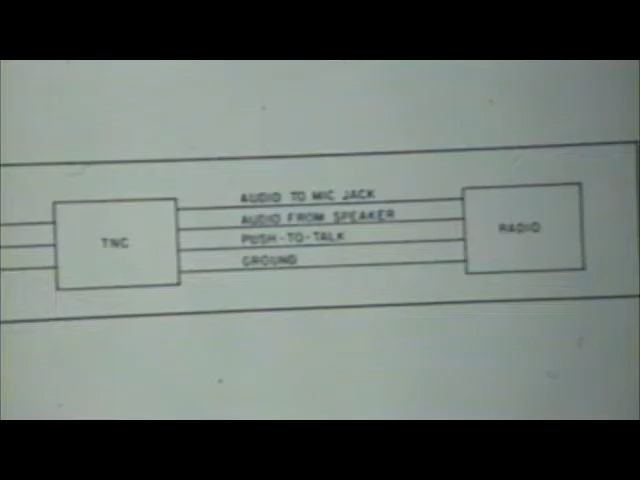 AUDIO TO MIC JACK
AUDIO FROM SPEAKER
TNC
PUSH-TO-TALK
RADIO
GROUND